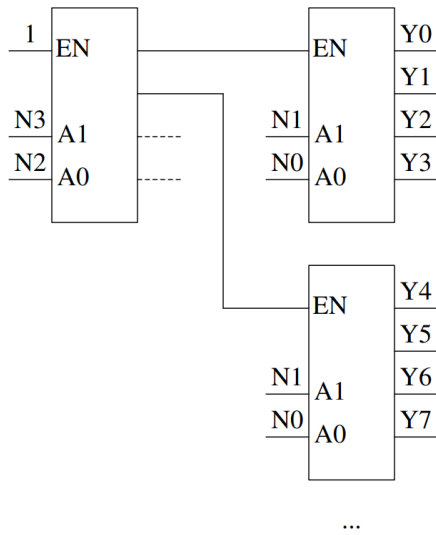 1 EN
N3 A1
N2 A0
EN Y0
Y1
N1 A1 Y2
N0 A0 Y3
EN Y4
Y5
N1 A1 Y6
N0 A0 Y7
...